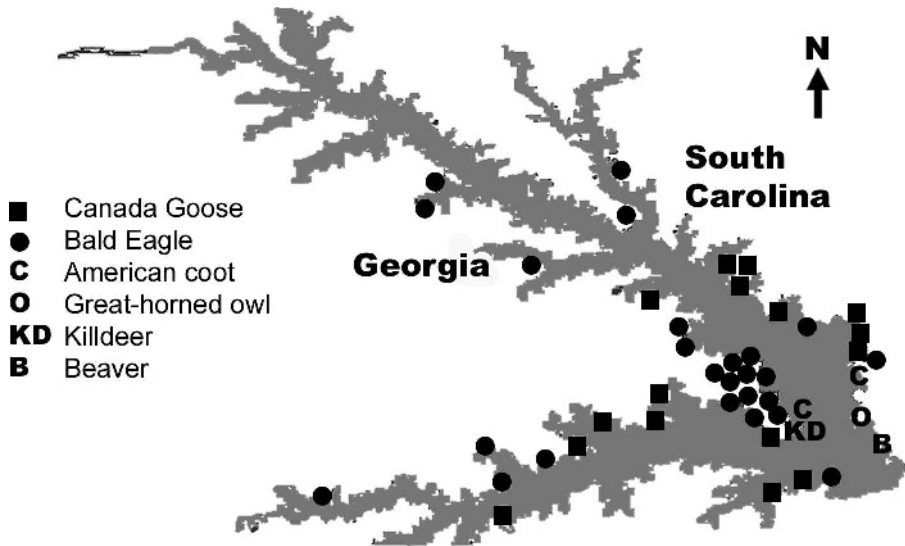 N
South
Carolina
Georgia
Canada Goose
Bald Eagle
C American coot
O Great-horned owl
KD Killdeer
B Beaver
C
C
O
KD
B